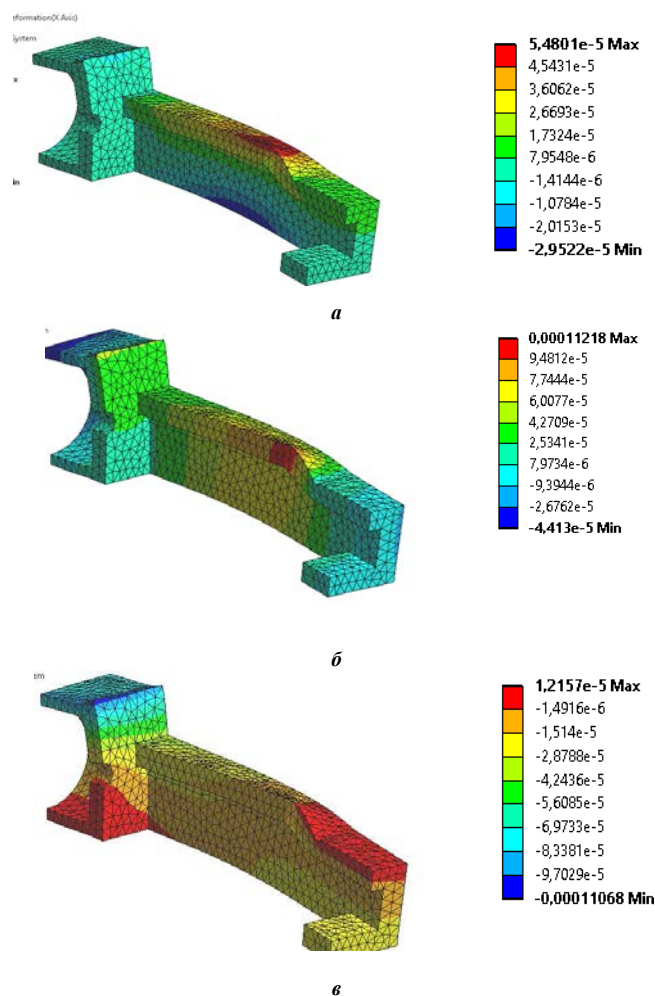 eformation(X Axis)
ystem
x
in
5,4801e-5 Max
4,5431e-5
3,6062e-5
2,6693e-5
1,7324e-5
7,9548e-6
-1,4144e-6
-1,0784e-5
-2,0153e-5
-2,9522e-5 Min
а
0,00011218 Max
9,4812e-5
7,7444e-5
6,0077e-5
4,2709e-5
2,5341e-5
7,9734e-6
-9,3944e-6
-2,6762e-5
-4,413e-5 Min
б
em
1,2157e-5 Max
-1,4916e-6
-1,514e-5
-2,8788e-5
-4,2436e-5
-5,6085e-5
-6,9733e-5
-8,3381e-5
-9,7029e-5
-0,00011068 Min
в